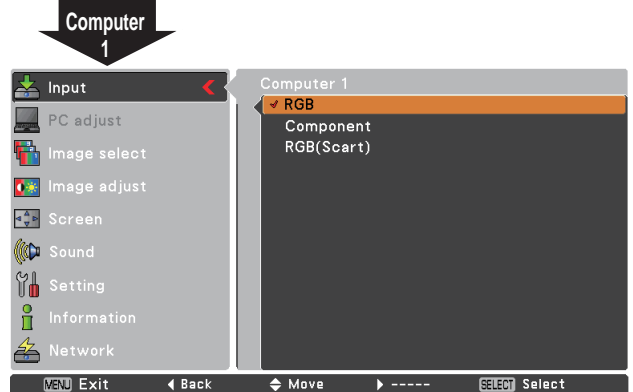 Computer
1
Input
Computer 1
RGB
PC adjust
Component
RGB(Scart)
Image select
Image adjust
Screen
Sound
Setting
Information
Network
MENU Exit Back Move ----- SELECT Select